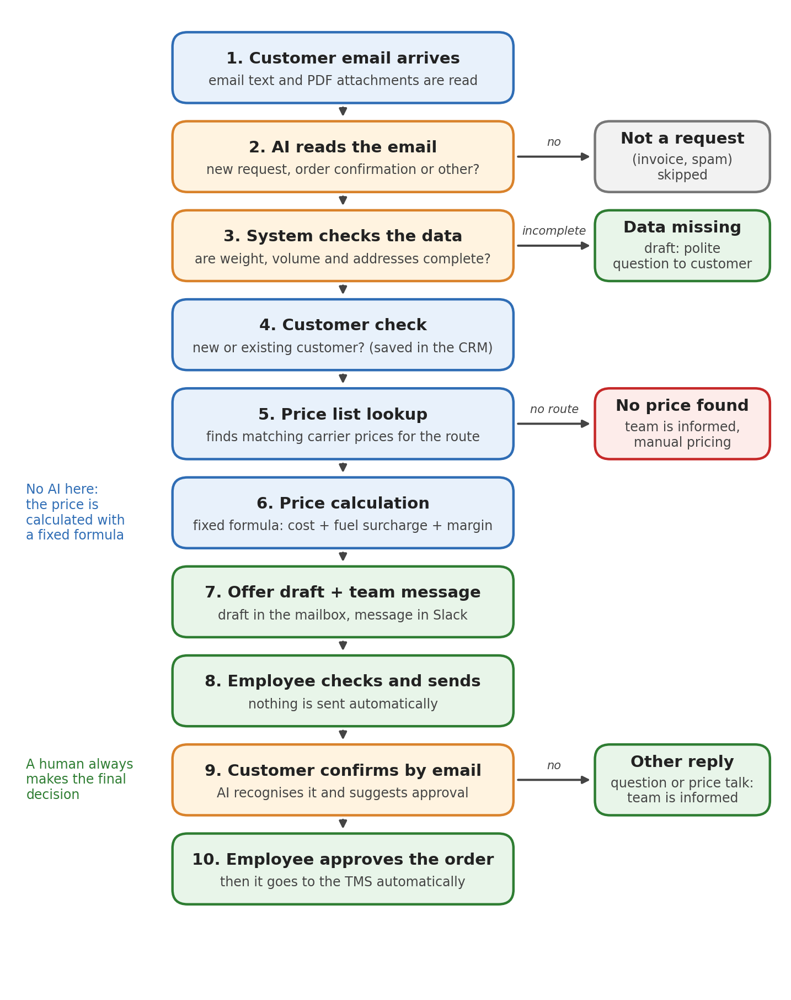 1. Customer email arrives
email text and PDF attachments are read
2. AI reads the email
new request, order confirmation or other?
no
Not a request
(invoice, spam)
skipped
3. System checks the data
are weight, volume and addresses complete?
incomplete
Data missing
draft: polite
question to customer
4. Customer check
new or existing customer? (saved in the CRM)
5. Price list lookup
finds matching carrier prices for the route
no route
No price found
team is informed,
manual pricing
No AI here:
the price is
calculated with
a fixed formula
6. Price calculation
fixed formula: cost + fuel surcharge + margin
7. Offer draft + team message
draft in the mailbox, message in Slack
8. Employee checks and sends
nothing is sent automatically
A human always
makes the final
decision
9. Customer confirms by email
AI recognises it and suggests approval
no
Other reply
question or price talk:
team is informed
10. Employee approves the order
then it goes to the TMS automatically